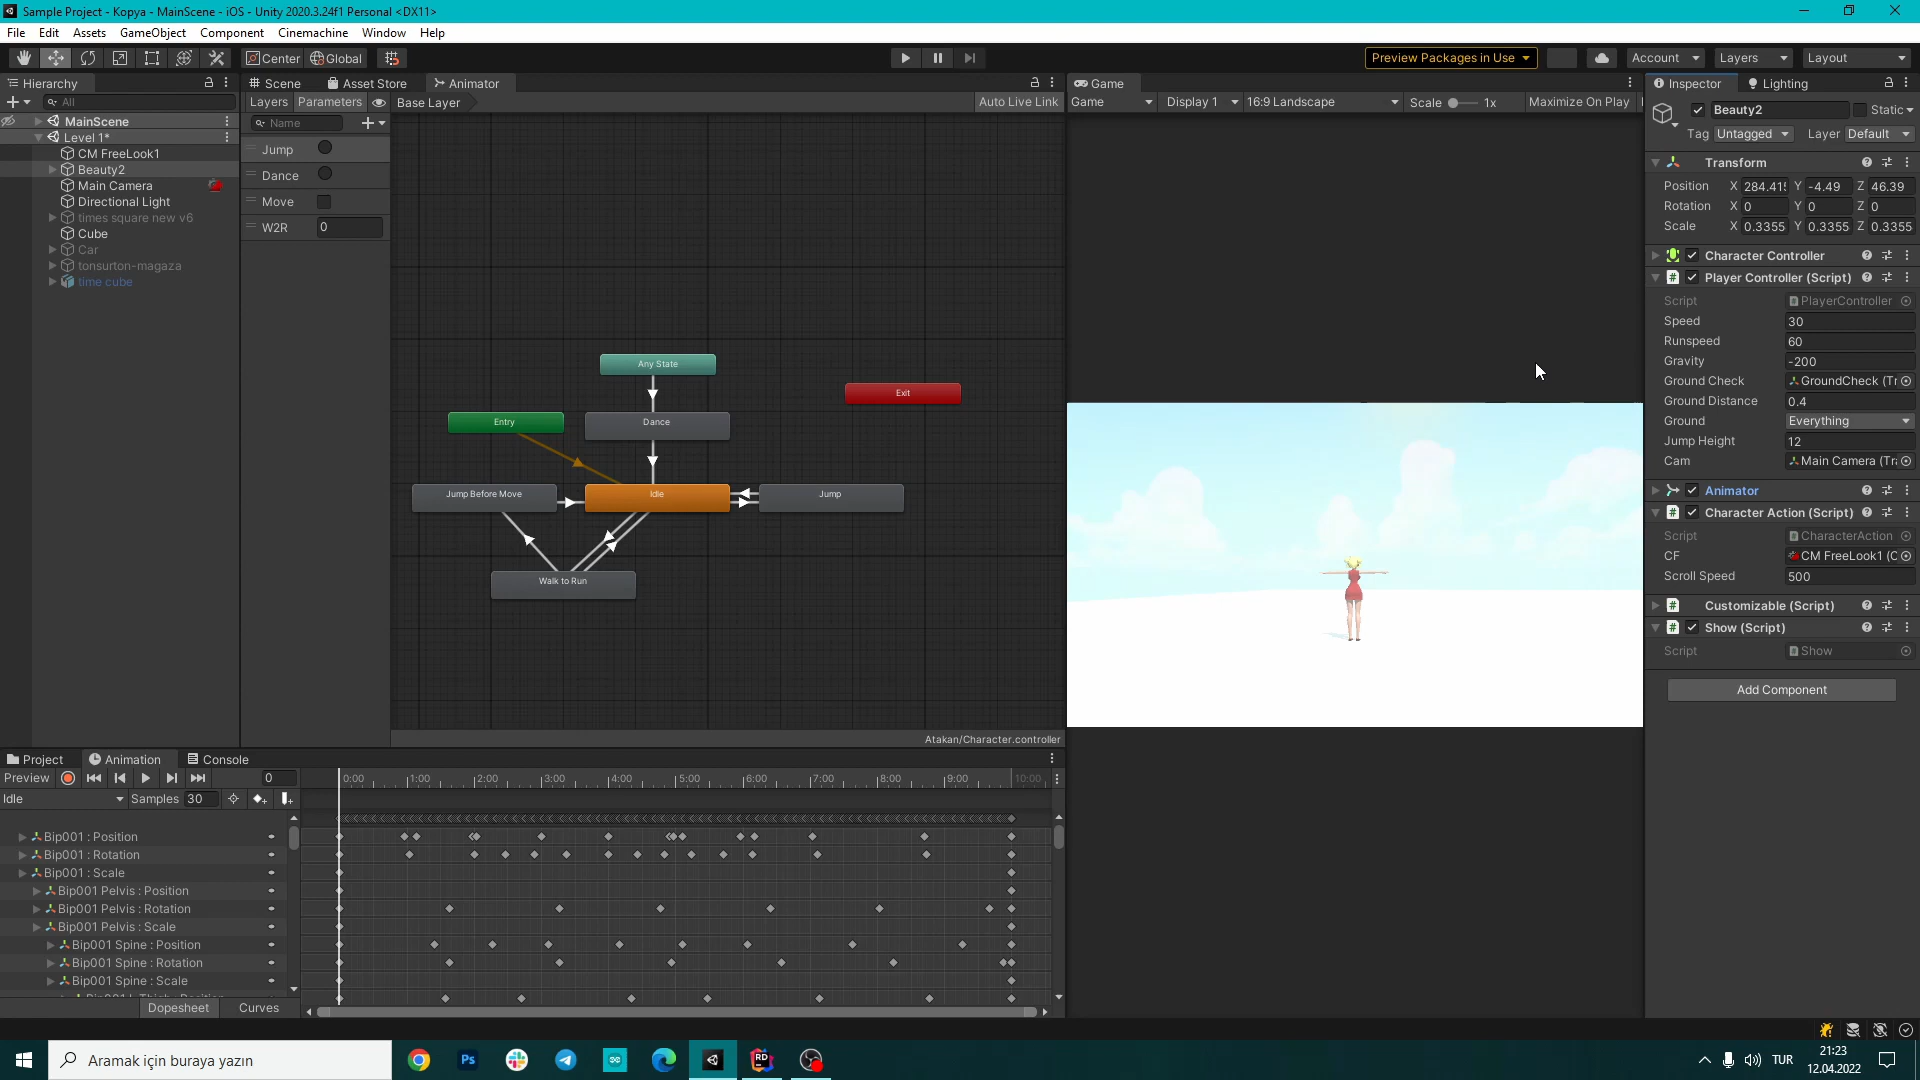 Sample Project - Kopya - MainScene - iOS - Unity 2020.3.24f1 Personal <DX11>
File Edit Assets GameObject Component Cinemachine Window Help
Center Global
Preview Packages in Use Account Layers Layout
Hierarchy
All
MainScene
Level 1*
CM FreeLook1
Beauty2
Main Camera
Directional Light
times square new v6
Cube
Car
tonsurton-magaza
time cube
Scene Asset Store Animator
Layers Parameters Base Layer Auto Live Link
Name
Jump
Dance
Move
W2R 0
Any State
Exit
Entry
Dance
Jump Before Move
Idle
Jump
Walk to Run
Atakan/Character.controller
Game
Game Display 1 16:9 Landscape Scale 1x Maximize On Play
Inspector Lighting
Beauty2 Static
Tag Untagged Layer Default
Transform
Position X 284.41 Y -4.49 Z 46.39
Rotation X 0 Y 0 Z 0
Scale X 0.3355 Y 0.3355 Z 0.3355
Character Controller
Player Controller (Script)
Script PlayerController
Speed 30
Runspeed 60
Gravity -200
Ground Check GroundCheck (Tr
Ground Distance 0.4
Ground Everything
Jump Height 12
Cam Main Camera (Tra
Animator
Character Action (Script)
Script CharacterAction
CF CM FreeLook1 (C
Scroll Speed 500
Customizable (Script)
Show (Script)
Script Show
Add Component
Project Animation Console
Preview 0
0:00 1:00 2:00 3:00 4:00 5:00 6:00 7:00 8:00 9:00 10:00
Idle Samples 30
Bip001 : Position
Bip001 : Rotation
Bip001 : Scale
Bip001 Pelvis : Position
Bip001 Pelvis : Rotation
Bip001 Pelvis : Scale
Bip001 Spine : Position
Bip001 Spine : Rotation
Bip001 Spine : Scale
Dopesheet Curves
Aramak için buraya yazın
Ps
RD
TUR
21:23
12.04.2022